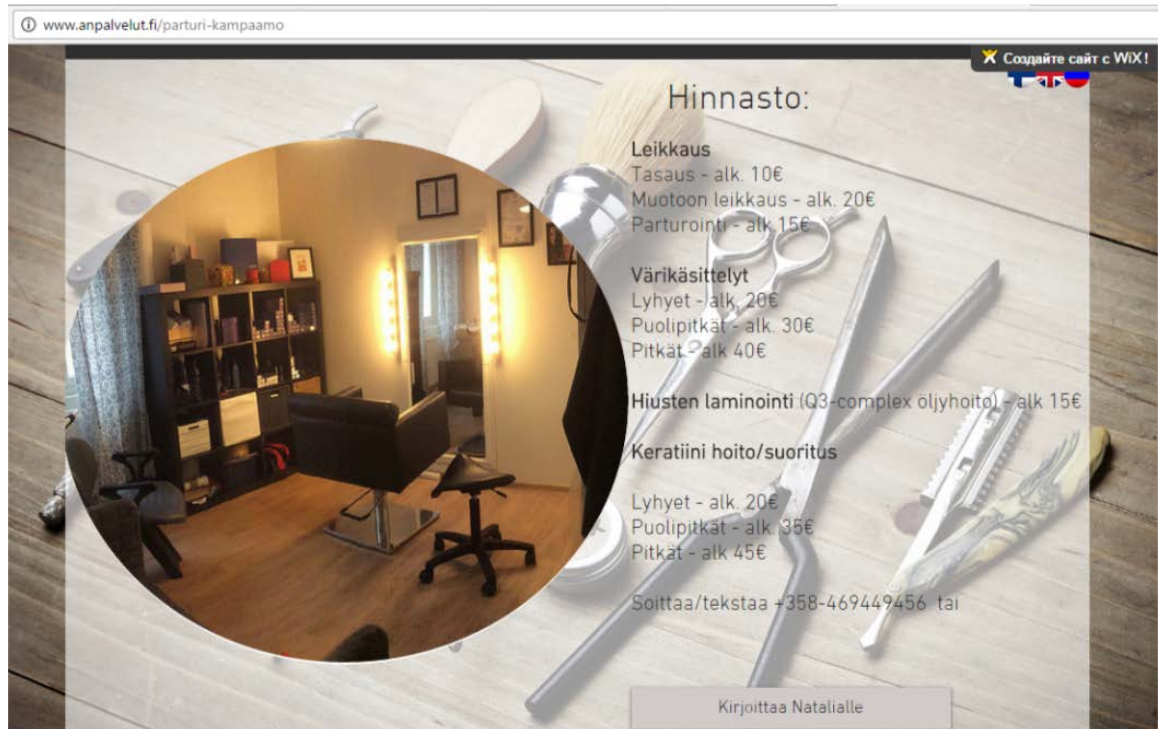 www.anpalvelut.fi/parturi-kampaamo
Создайте сайт с WiX!
Hinnasto:
Leikkaus
Tasaus - alk. 10€
Muotoon leikkaus - alk. 20€
Parturointi - alk 15€
Värikäsittelyt
Lyhyet - alk. 20€
Puolipitkät - alk. 30€
Pitkät - alk 40€
Hiusten laminointi (Q3-complex öljyhoito) - alk 15€
Keratiini hoito/suoritus
Lyhyet - alk. 20€
Puolipitkät - alk. 35€
Pitkät - alk 45€
Soittaa/tekstaa +358-469449456 tai
Kirjoittaa Natalialle